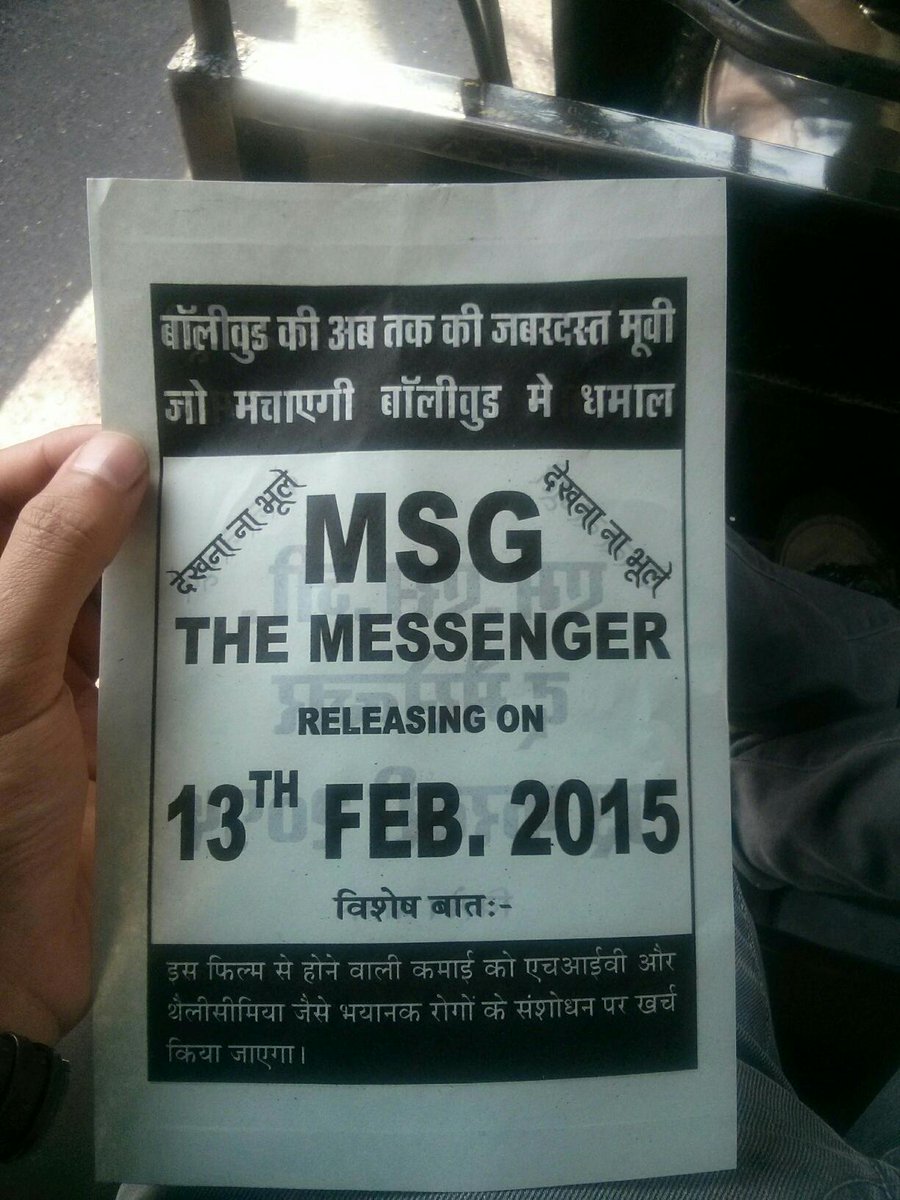 बॉलीवुड की अब तक की जबरदस्त मूवी
जो मचाएगी बॉलीवुड मे धमाल
देखना ना भूले
देखना ना भूले
MSG
THE MESSENGER
RELEASING ON
13TH FEB. 2015
विशेष बातः-
इस फिल्म से होने वाली कमाई को एचआईवी और
थैलीसीमिया जैसे भयानक रोगों के संशोधन पर खर्च
किया जाएगा।